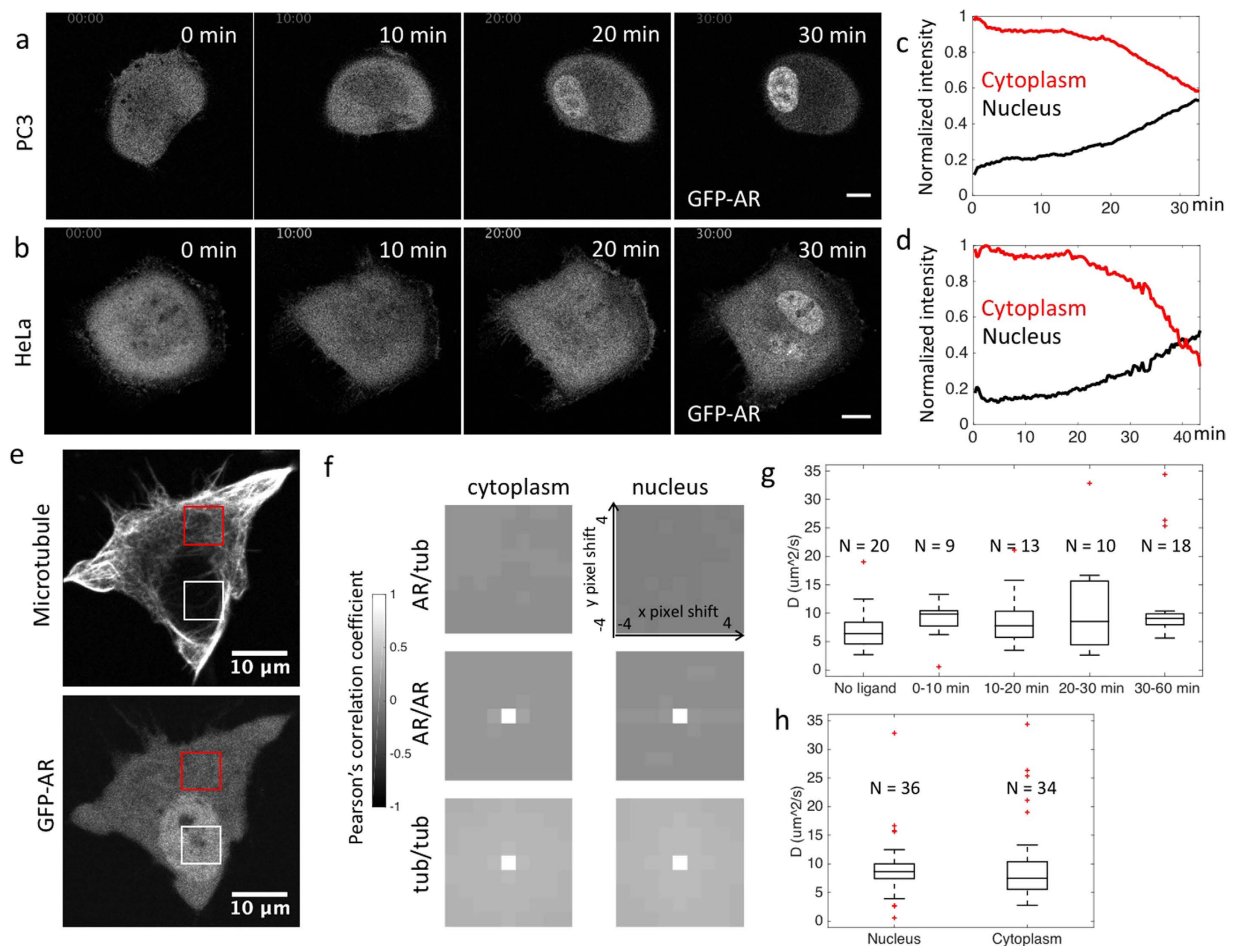 a
PC3
00:00
0 min
10:00
10 min
20:00
20 min
30:00
30 min
GFP-AR
b
HeLa
00:00
0 min
10:00
10 min
20:00
20 min
30:00
30 min
GFP-AR
c
Normalized intensity
1
0.8
0.6
0.4
0.2
0
Cytoplasm
Nucleus
0 10 20 30 min
d
Normalized intensity
1
0.8
0.6
0.4
0.2
0
Cytoplasm
Nucleus
0 10 20 30 40 min
e
Microtubule
10 µm
GFP-AR
10 µm
f
cytoplasm
nucleus
Pearson's correlation coefficient
1
0.5
0
-0.5
-1
AR/tub
y pixel shift
-4 4
x pixel shift
-4 4
AR/AR
tub/tub
g
D (um^2/s)
35
30
25
20
15
10
5
0
N = 20 N = 9 N = 13 N = 10 N = 18
No ligand 0-10 min 10-20 min 20-30 min 30-60 min
h
D (um^2/s)
35
30
25
20
15
10
5
0
N = 36 N = 34
Nucleus Cytoplasm